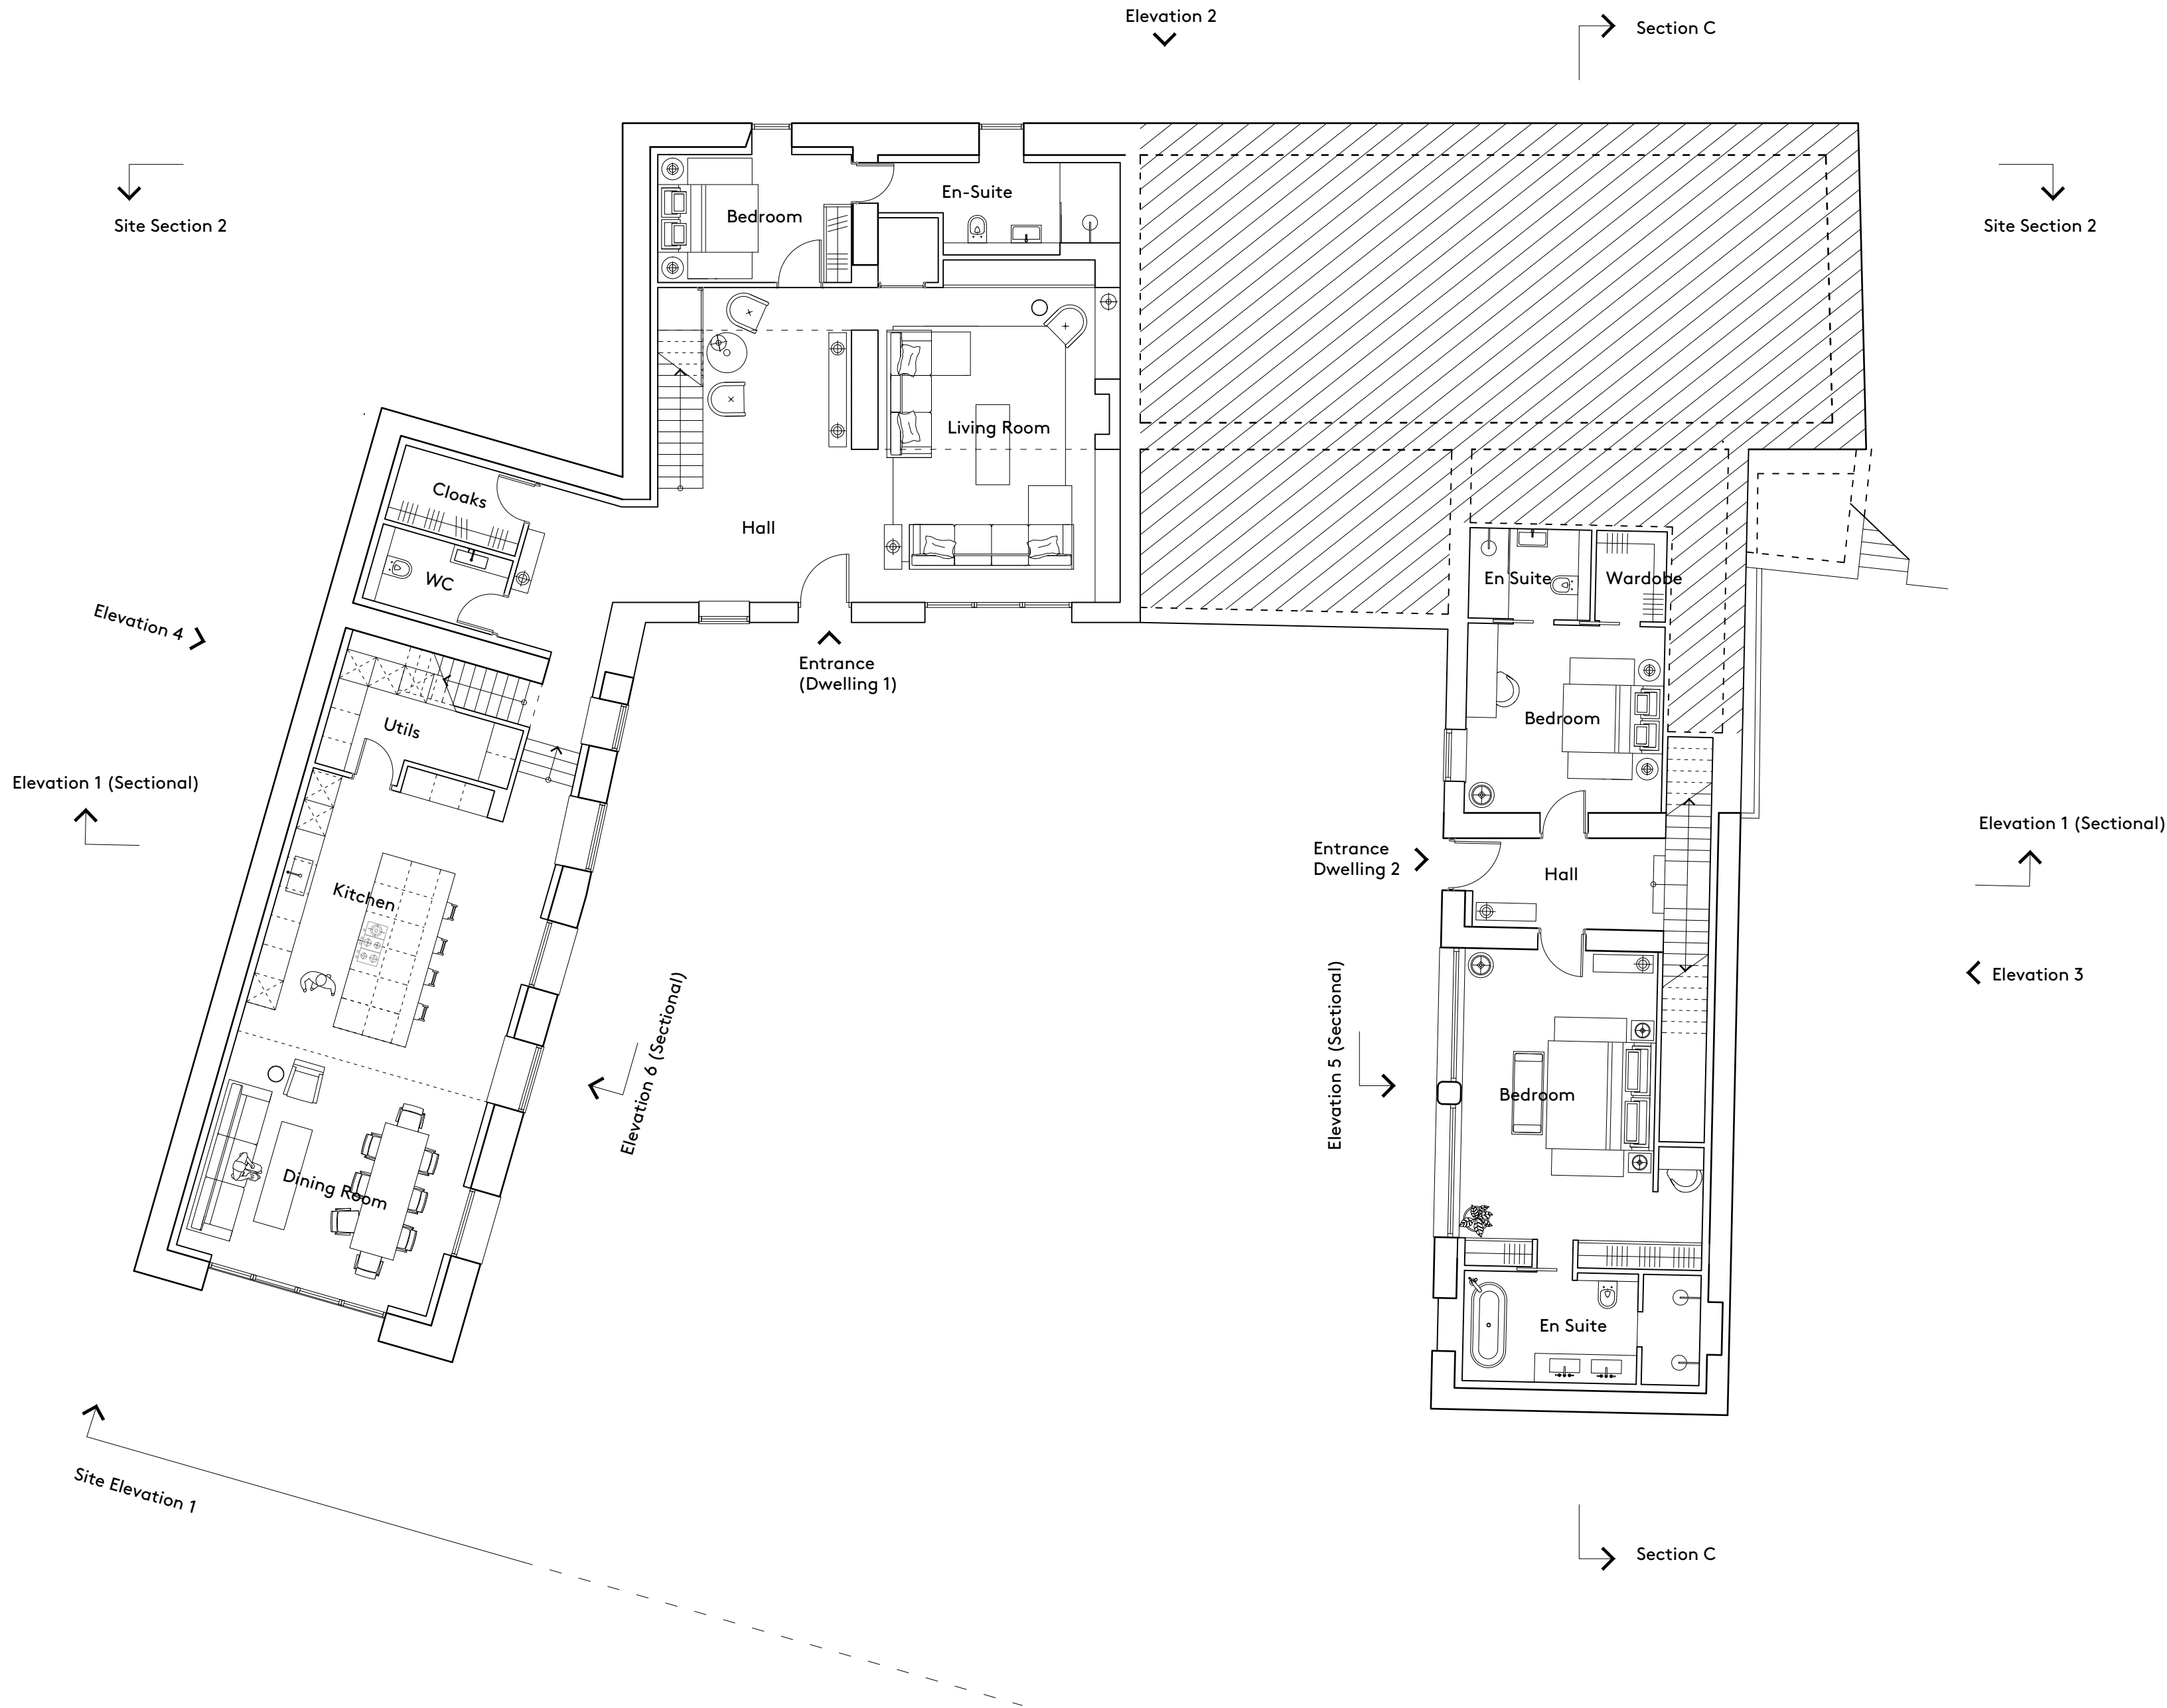 Elevation 2
Section C
Site Section 2
Site Section 2
En-Suite
Bedroom
Living Room
Cloaks
Hall
WC
En Suite
Wardobe
Elevation 4
Entrance
(Dwelling 1)
Utils
Bedroom
Elevation 1 (Sectional)
Elevation 1 (Sectional)
Entrance
Dwelling 2
Hall
Kitchen
Elevation 3
Elevation 6 (Sectional)
Elevation 5 (Sectional)
Bedroom
Dining Room
En Suite
Site Elevation 1
Section C